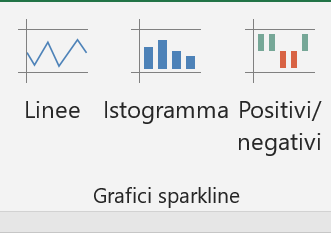 Linee Istogramma Positivi/
negativi
Grafici sparkline